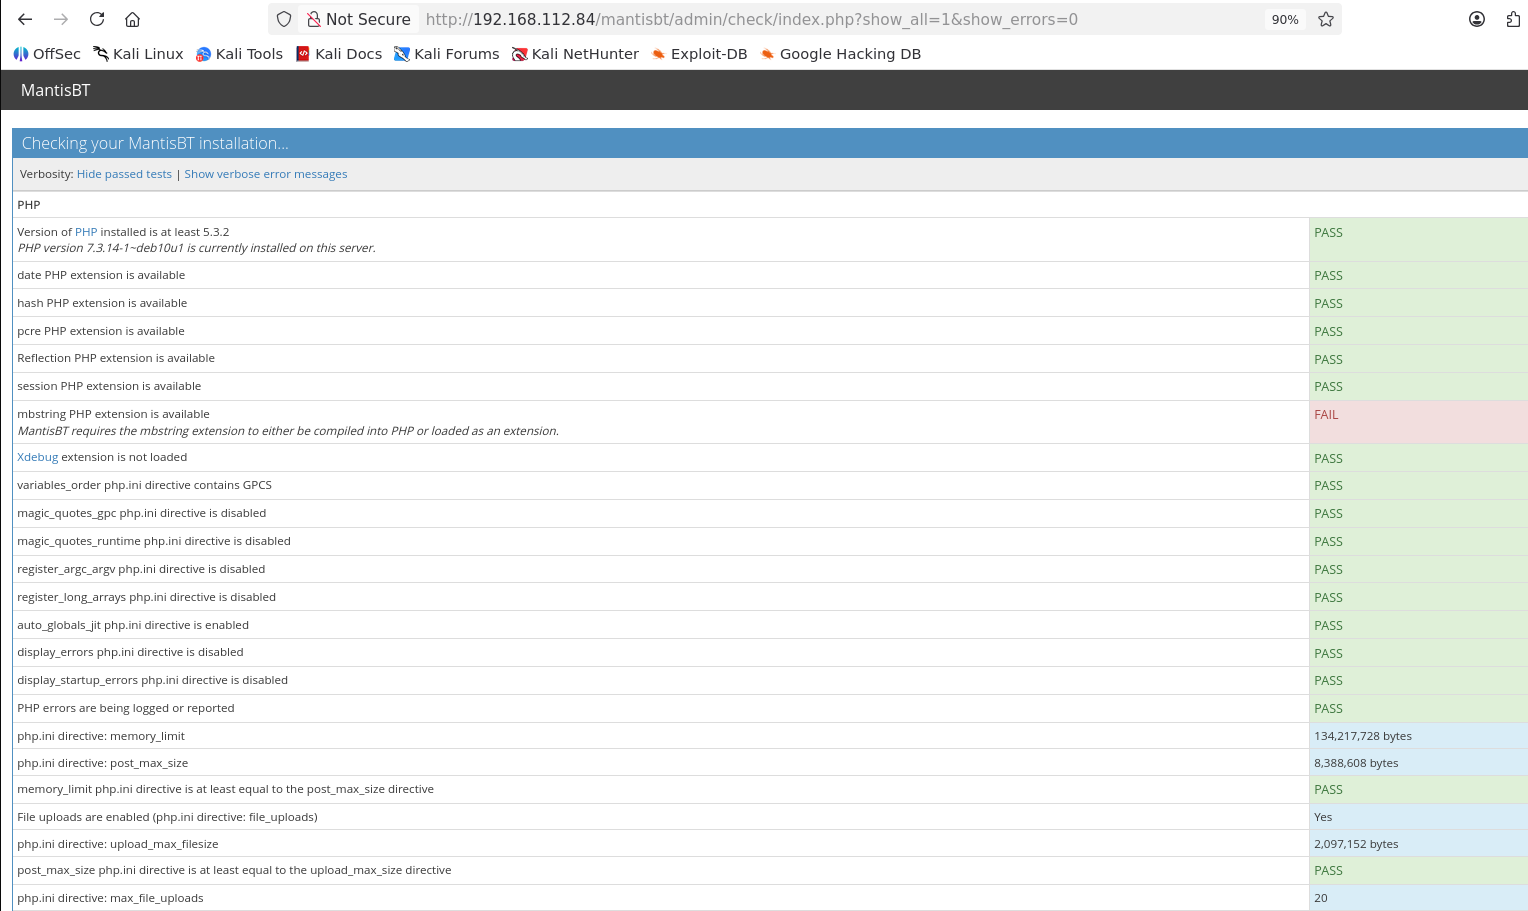 Not Secure http://192.168.112.84/mantisbt/admin/check/index.php?show_all=1&show_errors=0 90%
OffSec Kali Linux Kali Tools Kali Docs Kali Forums Kali NetHunter Exploit-DB Google Hacking DB
MantisBT
Checking your MantisBT installation...
Verbosity: Hide passed tests | Show verbose error messages
PHP
Version of PHP installed is at least 5.3.2 PASS
PHP version 7.3.14-1~deb10u1 is currently installed on this server.
date PHP extension is available PASS
hash PHP extension is available PASS
pcre PHP extension is available PASS
Reflection PHP extension is available PASS
session PHP extension is available PASS
mbstring PHP extension is available FAIL
MantisBT requires the mbstring extension to either be compiled into PHP or loaded as an extension.
Xdebug extension is not loaded PASS
variables_order php.ini directive contains GPCS PASS
magic_quotes_gpc php.ini directive is disabled PASS
magic_quotes_runtime php.ini directive is disabled PASS
register_argc_argv php.ini directive is disabled PASS
register_long_arrays php.ini directive is disabled PASS
auto_globals_jit php.ini directive is enabled PASS
display_errors php.ini directive is disabled PASS
display_startup_errors php.ini directive is disabled PASS
PHP errors are being logged or reported PASS
php.ini directive: memory_limit 134,217,728 bytes
php.ini directive: post_max_size 8,388,608 bytes
memory_limit php.ini directive is at least equal to the post_max_size directive PASS
File uploads are enabled (php.ini directive: file_uploads) Yes
php.ini directive: upload_max_filesize 2,097,152 bytes
post_max_size php.ini directive is at least equal to the upload_max_size directive PASS
php.ini directive: max_file_uploads 20